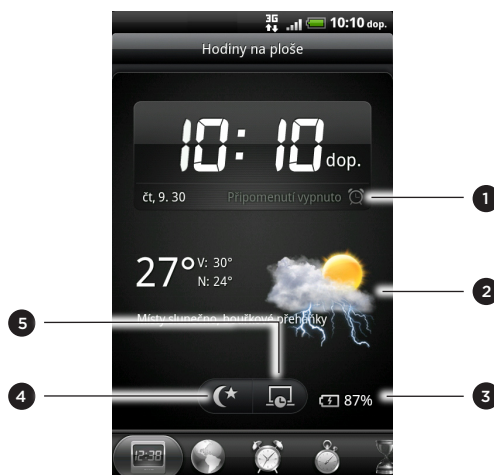 3G 10:10 dop.
Hodiny na ploše
10:10 dop.
čt, 9. 30 Připomenutí vypnuto
1
27° V: 30°
N: 24°
2
Místy slunečno, bouřkové přeháňky
5
4
87%
3
12:38